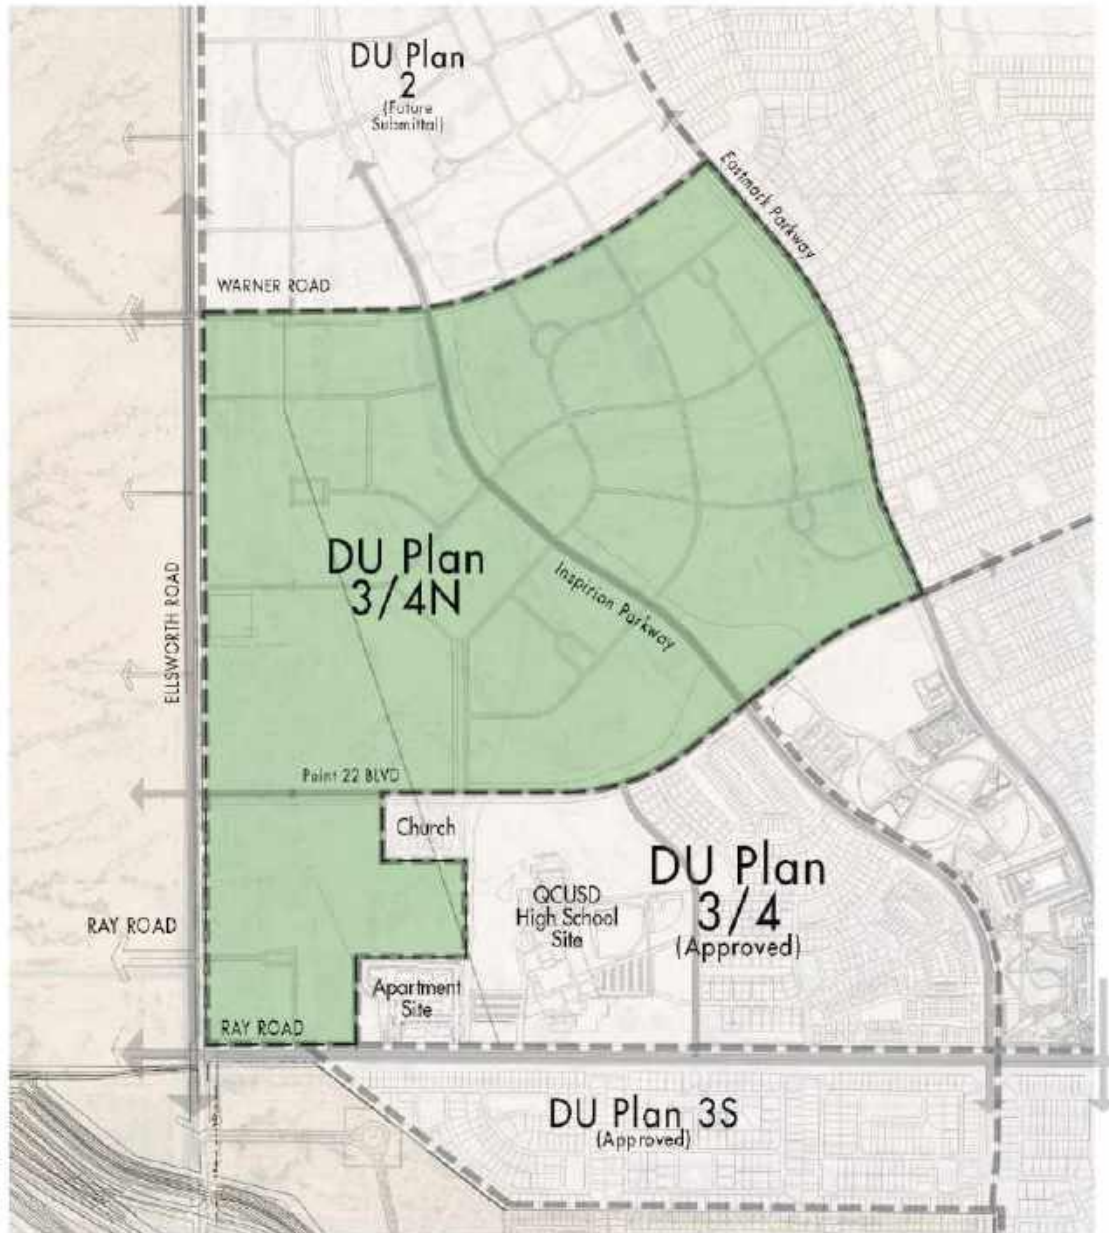 DU Plan
2
(Future
Submittal)
Eastmark Parkway
WARNER ROAD
DU Plan
3/4N
Inspirian Parkway
ELLSWORTH ROAD
Point 22 BLVD
Church
DU Plan
3/4
(Approved)
QCUSD
High School
Site
RAY ROAD
Apartment
Site
RAY ROAD
DU Plan 3S
(Approved)